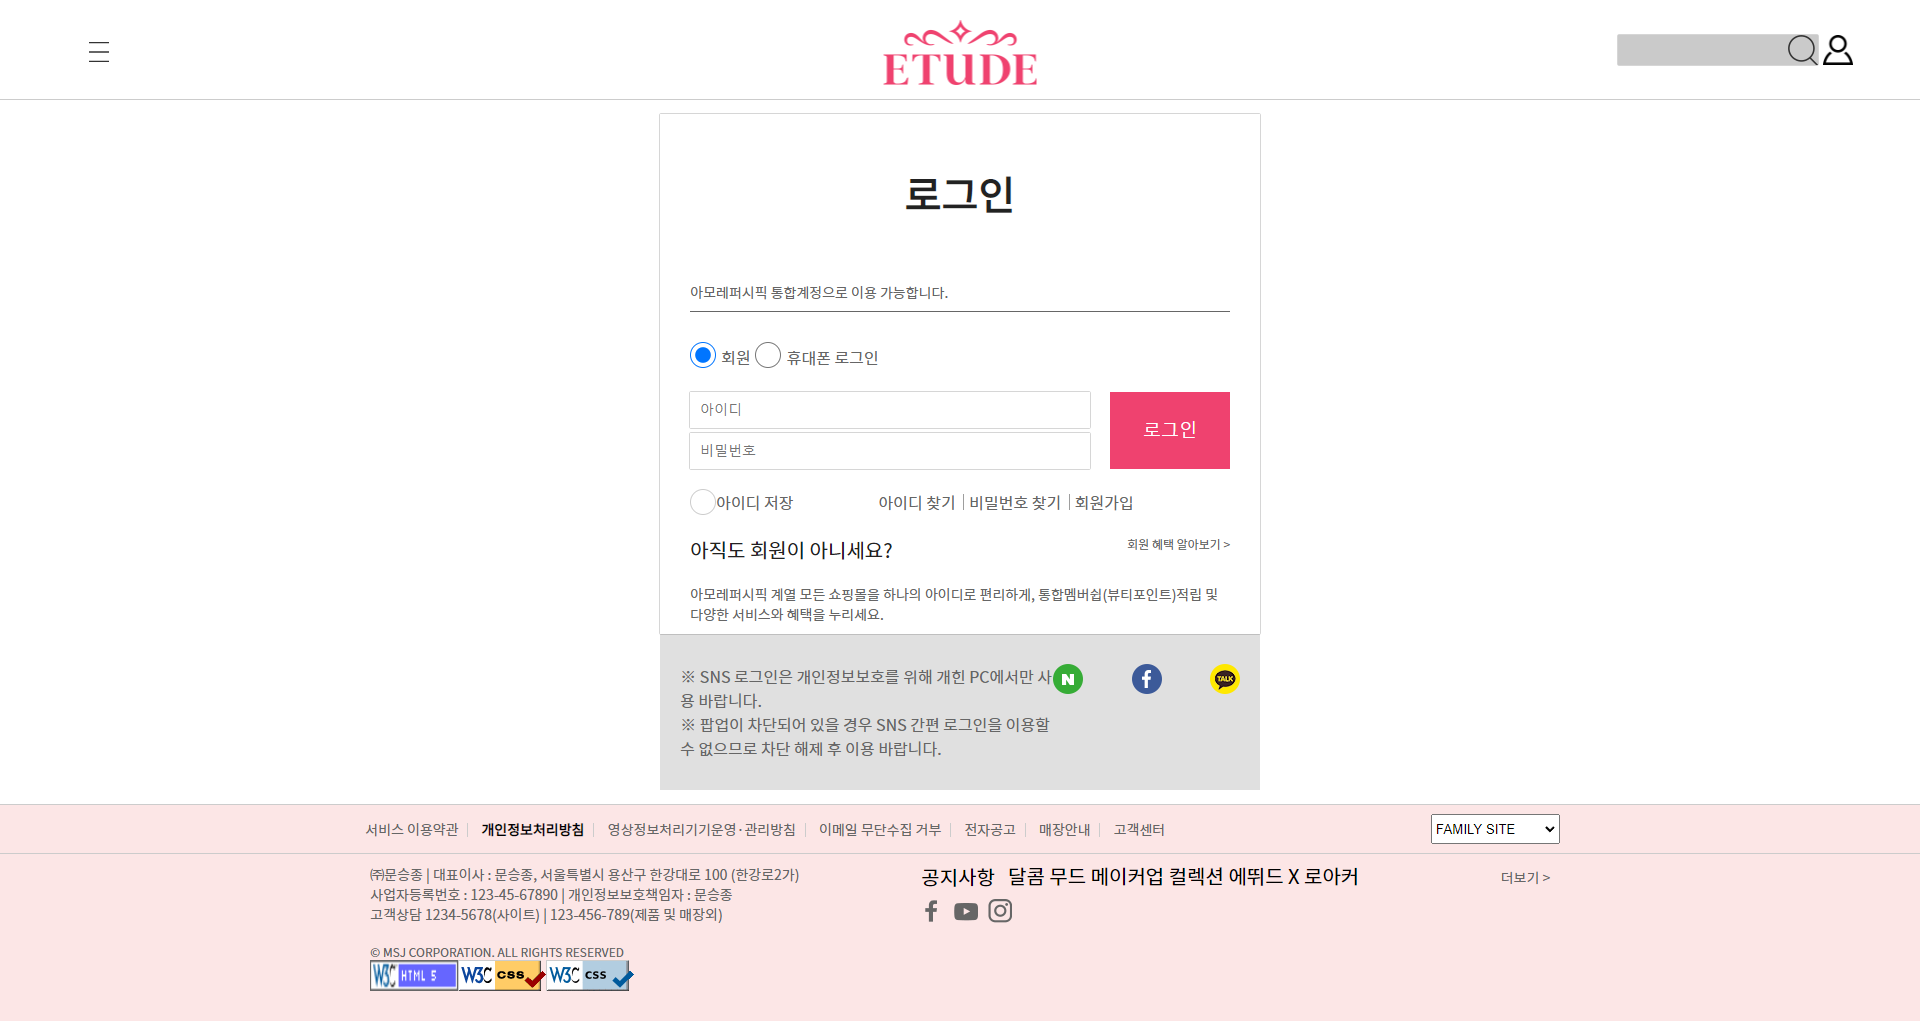 ETUDE
로그인
아모레퍼시픽 통합계정으로 이용 가능합니다.
회원 휴대폰 로그인
아이디
비밀번호
로그인
아이디 저장
아이디 찾기 | 비밀번호 찾기 | 회원가입
아직도 회원이 아니세요?
회원 혜택 알아보기 >
아모레퍼시픽 계열 모든 쇼핑몰을 하나의 아이디로 편리하게, 통합멤버쉽(뷰티포인트)적립 및
다양한 서비스와 혜택을 누리세요.
※ SNS 로그인은 개인정보보호를 위해 개힌 PC에서만 사
용 바랍니다.
※ 팝업이 차단되어 있을 경우 SNS 간편 로그인을 이용할
수 없으므로 차단 해제 후 이용 바랍니다.
N
f
TALK
서비스 이용약관 | 개인정보처리방침 | 영상정보처리기기운영·관리방침 | 이메일 무단수집 거부 | 전자공고 | 매장안내 | 고객센터
FAMILY SITE
㈜문승종 | 대표이사 : 문승종, 서울특별시 용산구 한강대로 100 (한강로2가)
사업자등록번호 : 123-45-67890 | 개인정보보호책임자 : 문승종
고객상담 1234-5678(사이트) | 123-456-789(제품 및 매장외)
© MSJ CORPORATION. ALL RIGHTS RESERVED
W3C HTML 5
W3C css
W3C css
공지사항 달콤 무드 메이커업 컬렉션 에뛰드 X 로아커
더보기 >